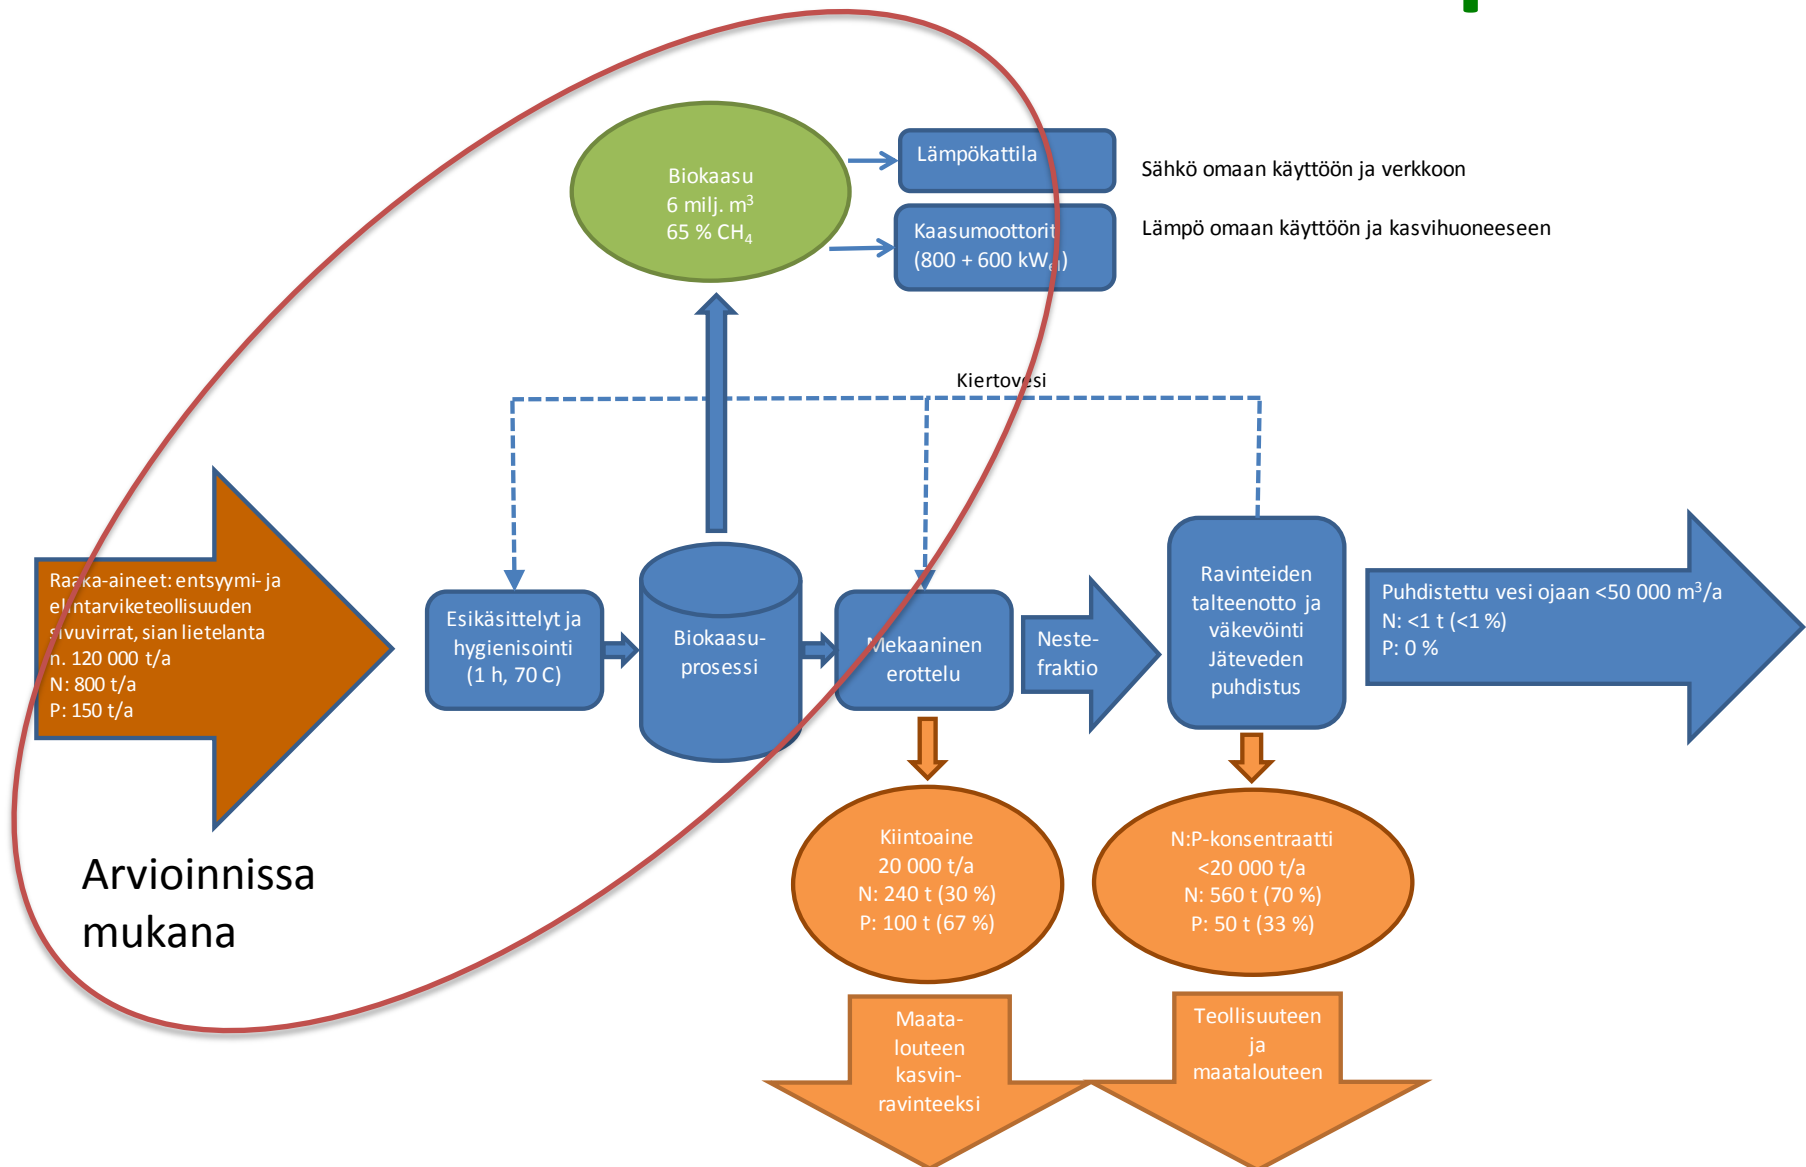 Biokaasu
6 milj. m³
65 % CH₄
Lämpökattila
Kaasumoottorit
(800 + 600 kWₑₗ)
Sähkö omaan käyttöön ja verkkoon
Lämpö omaan käyttöön ja kasvihuoneeseen
Kiertovesi
Raaka-aineet: entsyymi- ja
elintarviketeollisuuden
sivuvirrat, sian lietelanta
n. 120 000 t/a
N: 800 t/a
P: 150 t/a
Esikäsittelyt ja
hygienisointi
(1 h, 70 C)
Biokaasu-
prosessi
Mekaaninen
erottelu
Neste-
fraktio
Ravinteiden
talteenotto ja
väkevöinti
Jäteveden
puhdistus
Puhdistettu vesi ojaan <50 000 m³/a
N: <1 t (<1 %)
P: 0 %
Kiintoaine
20 000 t/a
N: 240 t (30 %)
P: 100 t (67 %)
N:P-konsentraatti
<20 000 t/a
N: 560 t (70 %)
P: 50 t (33 %)
Arvioinnissa
mukana
Maata-
louteen
kasvin-
ravinteeksi
Teollisuuteen
ja
maatalouteen